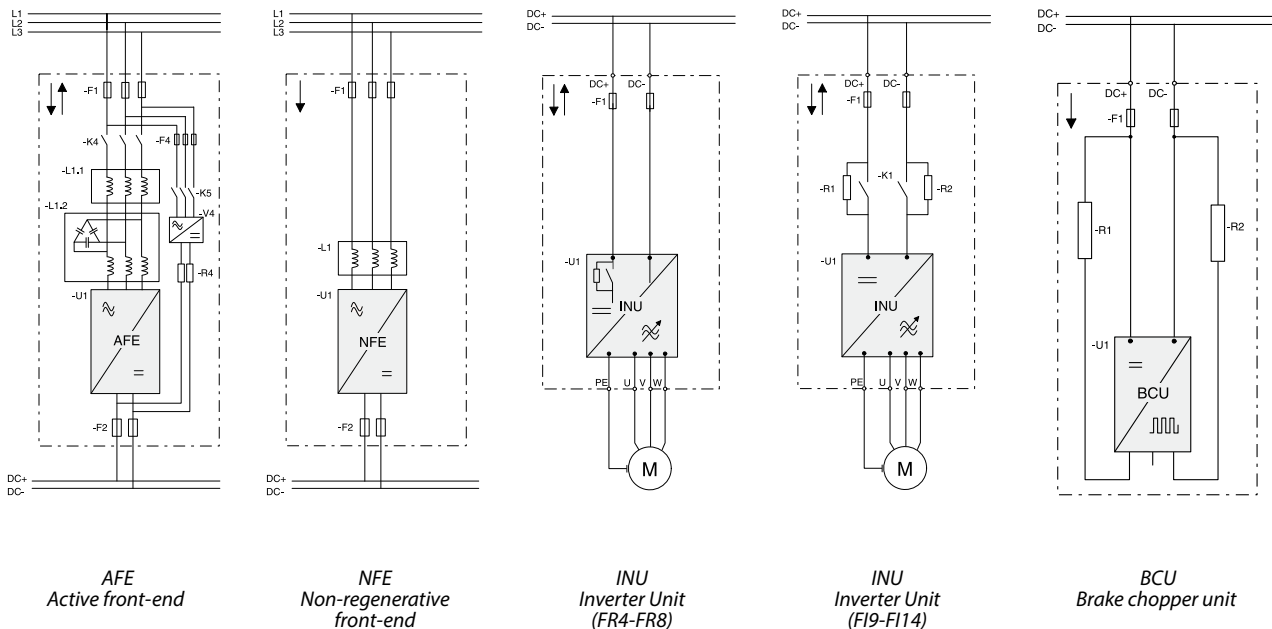 L1
L2
L3
-F1
-K4
-F4
-L1.1
-K5
-V4
-L1.2
-R4
-U1
AFE
-F2
DC+
DC-
AFE
Active front-end
L1
L2
L3
-F1
-L1
-U1
NFE
-F2
DC+
DC-
NFE
Non-regenerative
front-end
DC+
DC-
DC+
DC-
-F1
-U1
INU
PE
U
V
W
M
INU
Inverter Unit
(FR4-FR8)
DC+
DC-
DC+
DC-
-F1
-R1
-K1
-R2
-U1
INU
PE
U
V
W
M
INU
Inverter Unit
(FI9-FI14)
DC+
DC-
DC+
DC-
-F1
-R1
-R2
-U1
BCU
BCU
Brake chopper unit